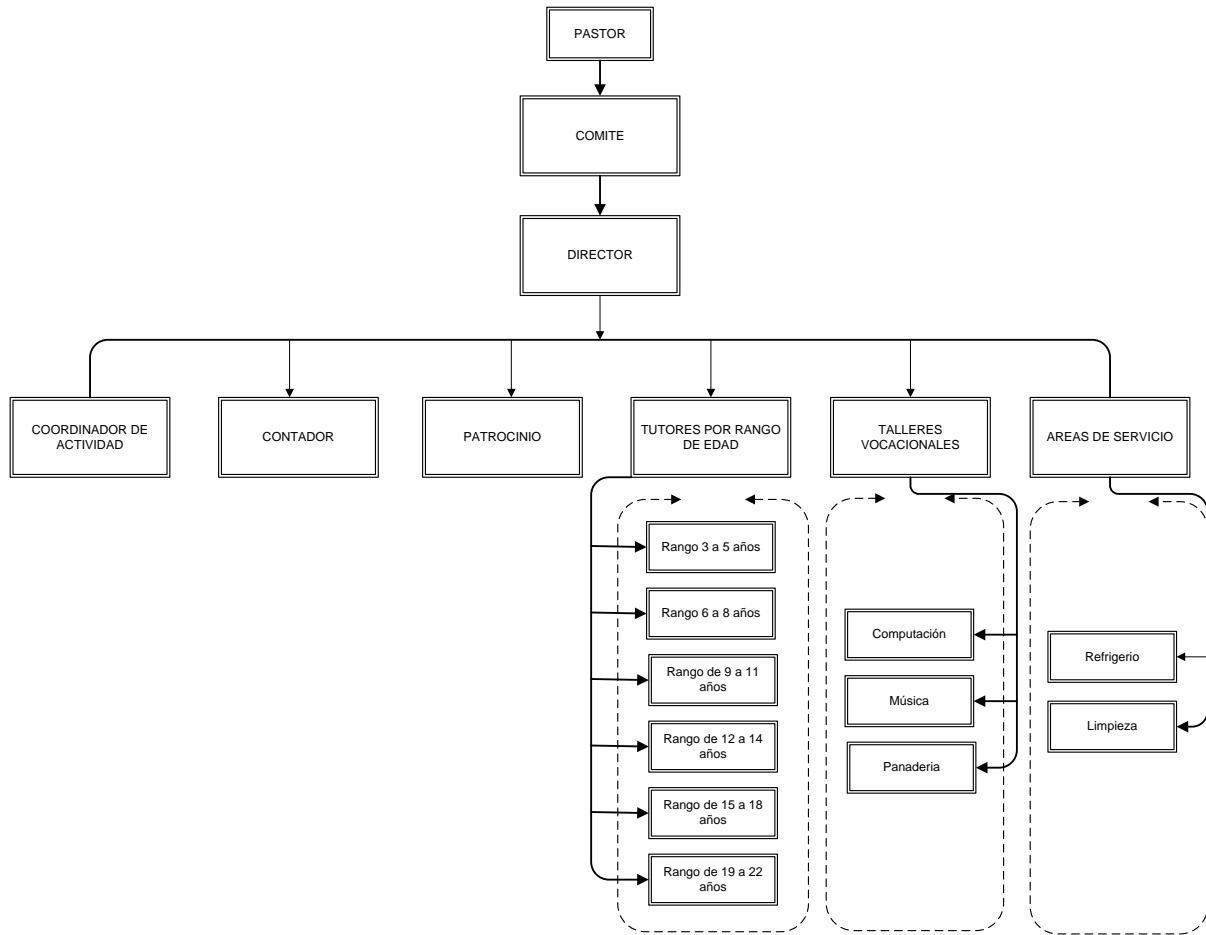 PASTOR
COMITE
DIRECTOR
COORDINADOR DE
ACTIVIDAD
CONTADOR
PATROCINIO
TUTORES POR RANGO
DE EDAD
TALLERES
VOCACIONALES
AREAS DE SERVICIO
Rango 3 a 5 años
Rango 6 a 8 años
Rango de 9 a 11
años
Rango de 12 a 14
años
Rango de 15 a 18
años
Rango de 19 a 22
años
Computación
Música
Panaderia
Refrigerio
Limpieza